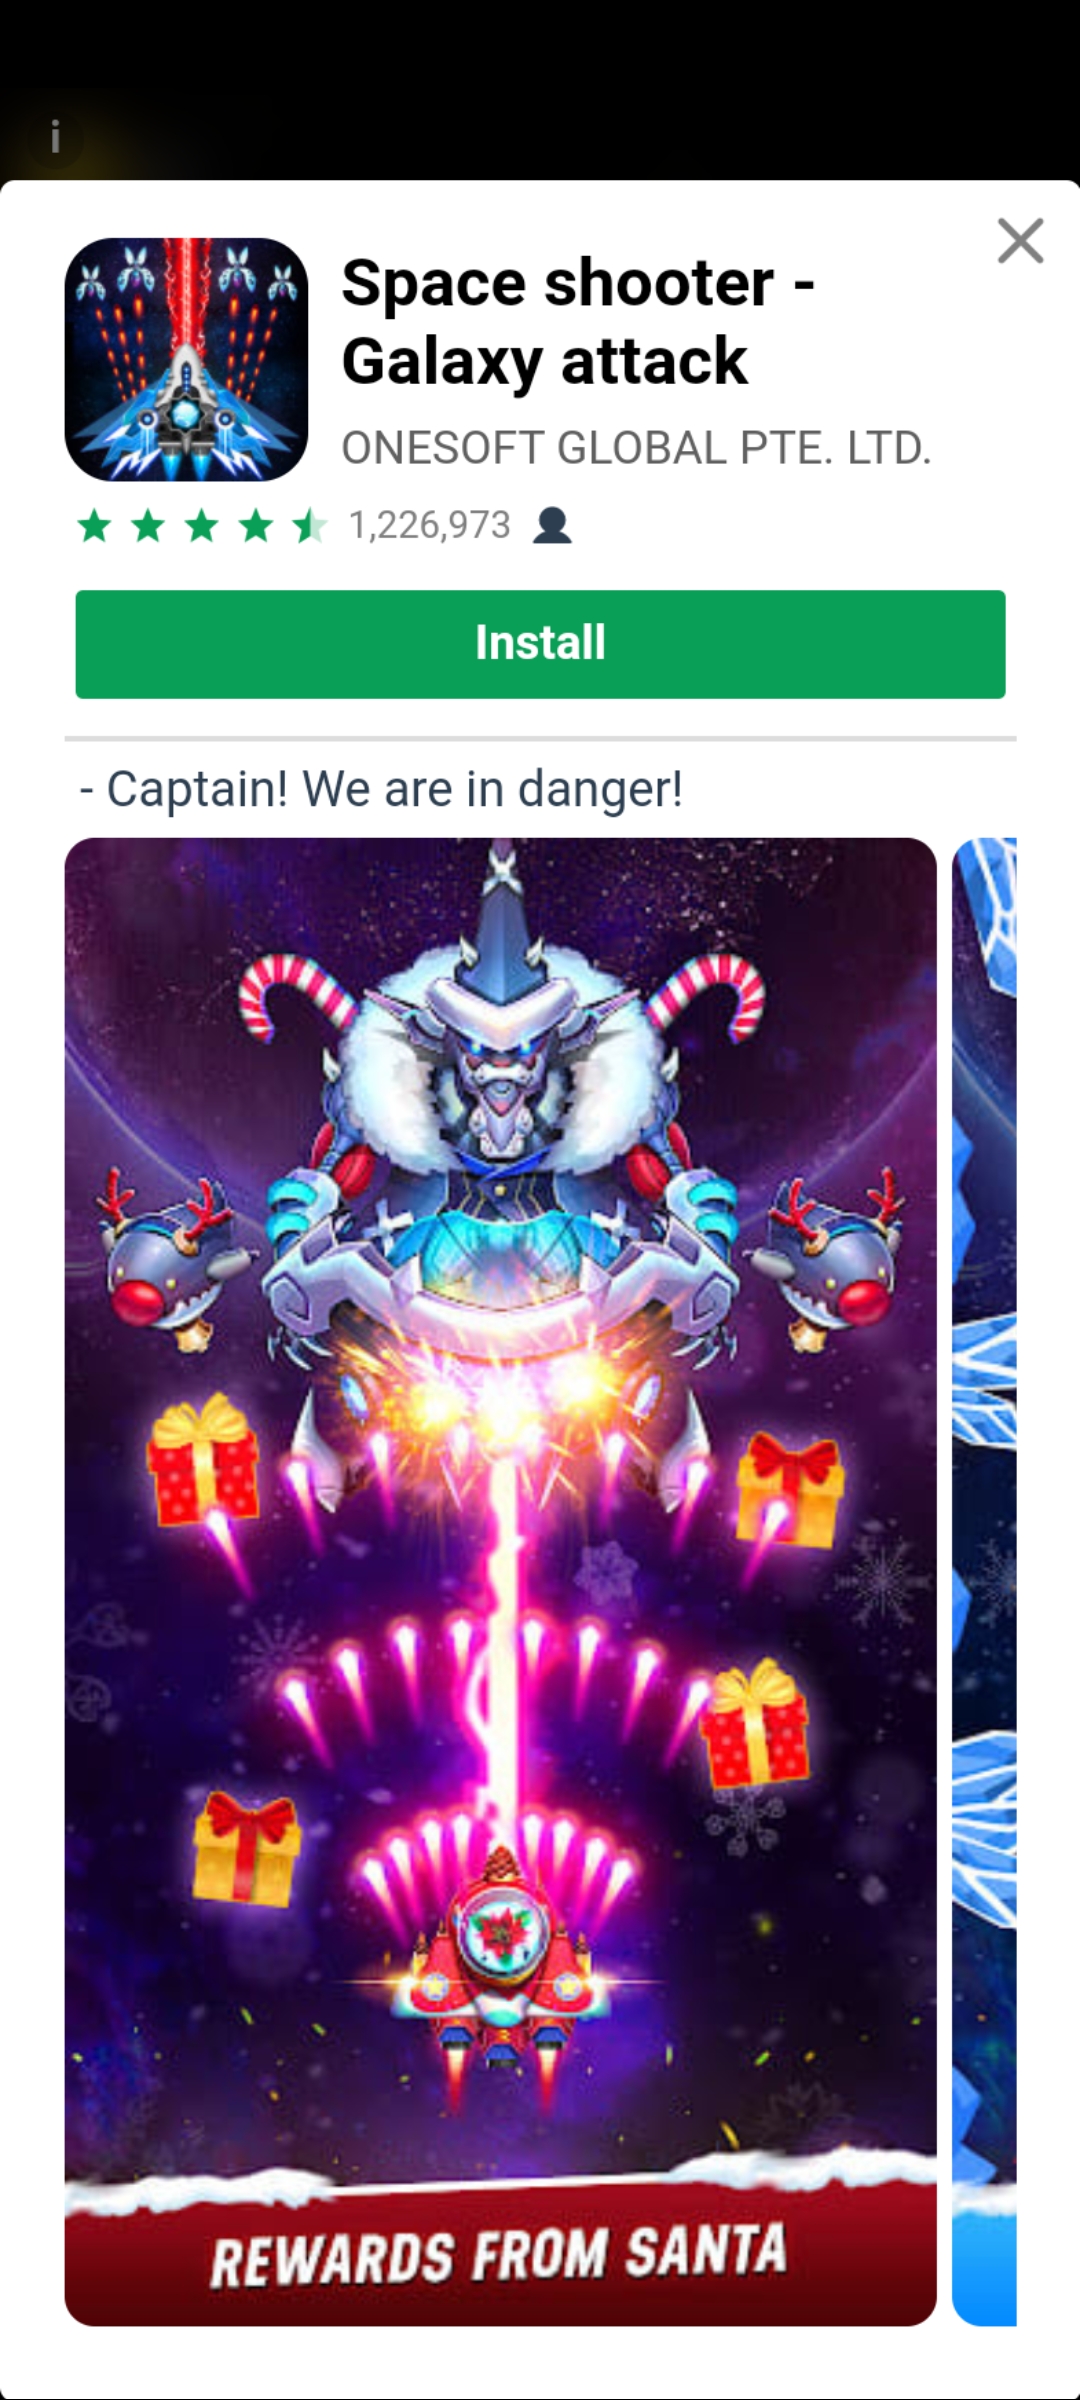 i
Space shooter -
Galaxy attack
ONESOFT GLOBAL PTE. LTD.
1,226,973
Install
- Captain! We are in danger!
REWARDS FROM SANTA